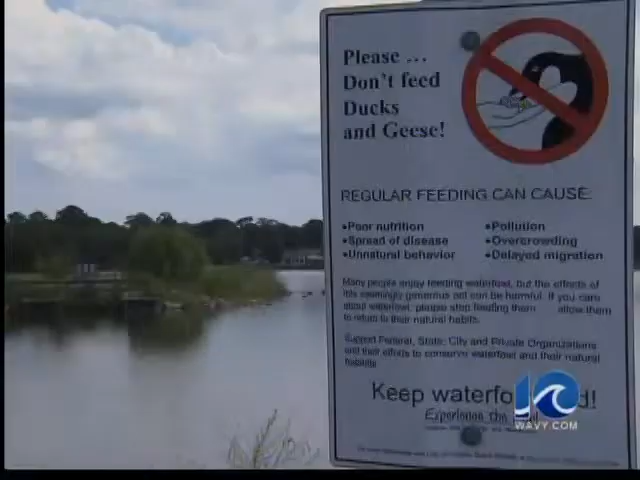 Please ...
Don't feed
Ducks
and Geese!
REGULAR FEEDING CAN CAUSE:
•Poor nutrition
•Spread of disease
•Unnatural behavior
•Pollution
•Overcrowding
•Delayed migration
Many people enjoy feeding waterfowl, but the effects of
this seemingly generous act can be harmful. If you care
about waterfowl, please stop feeding them allow them
to return to their natural habits.
Support Federal, State, City and Private Organizations
and their efforts to conserve waterfowl and their natural
habitats
Keep waterfo d!
Experience the
10
WAVY.COM